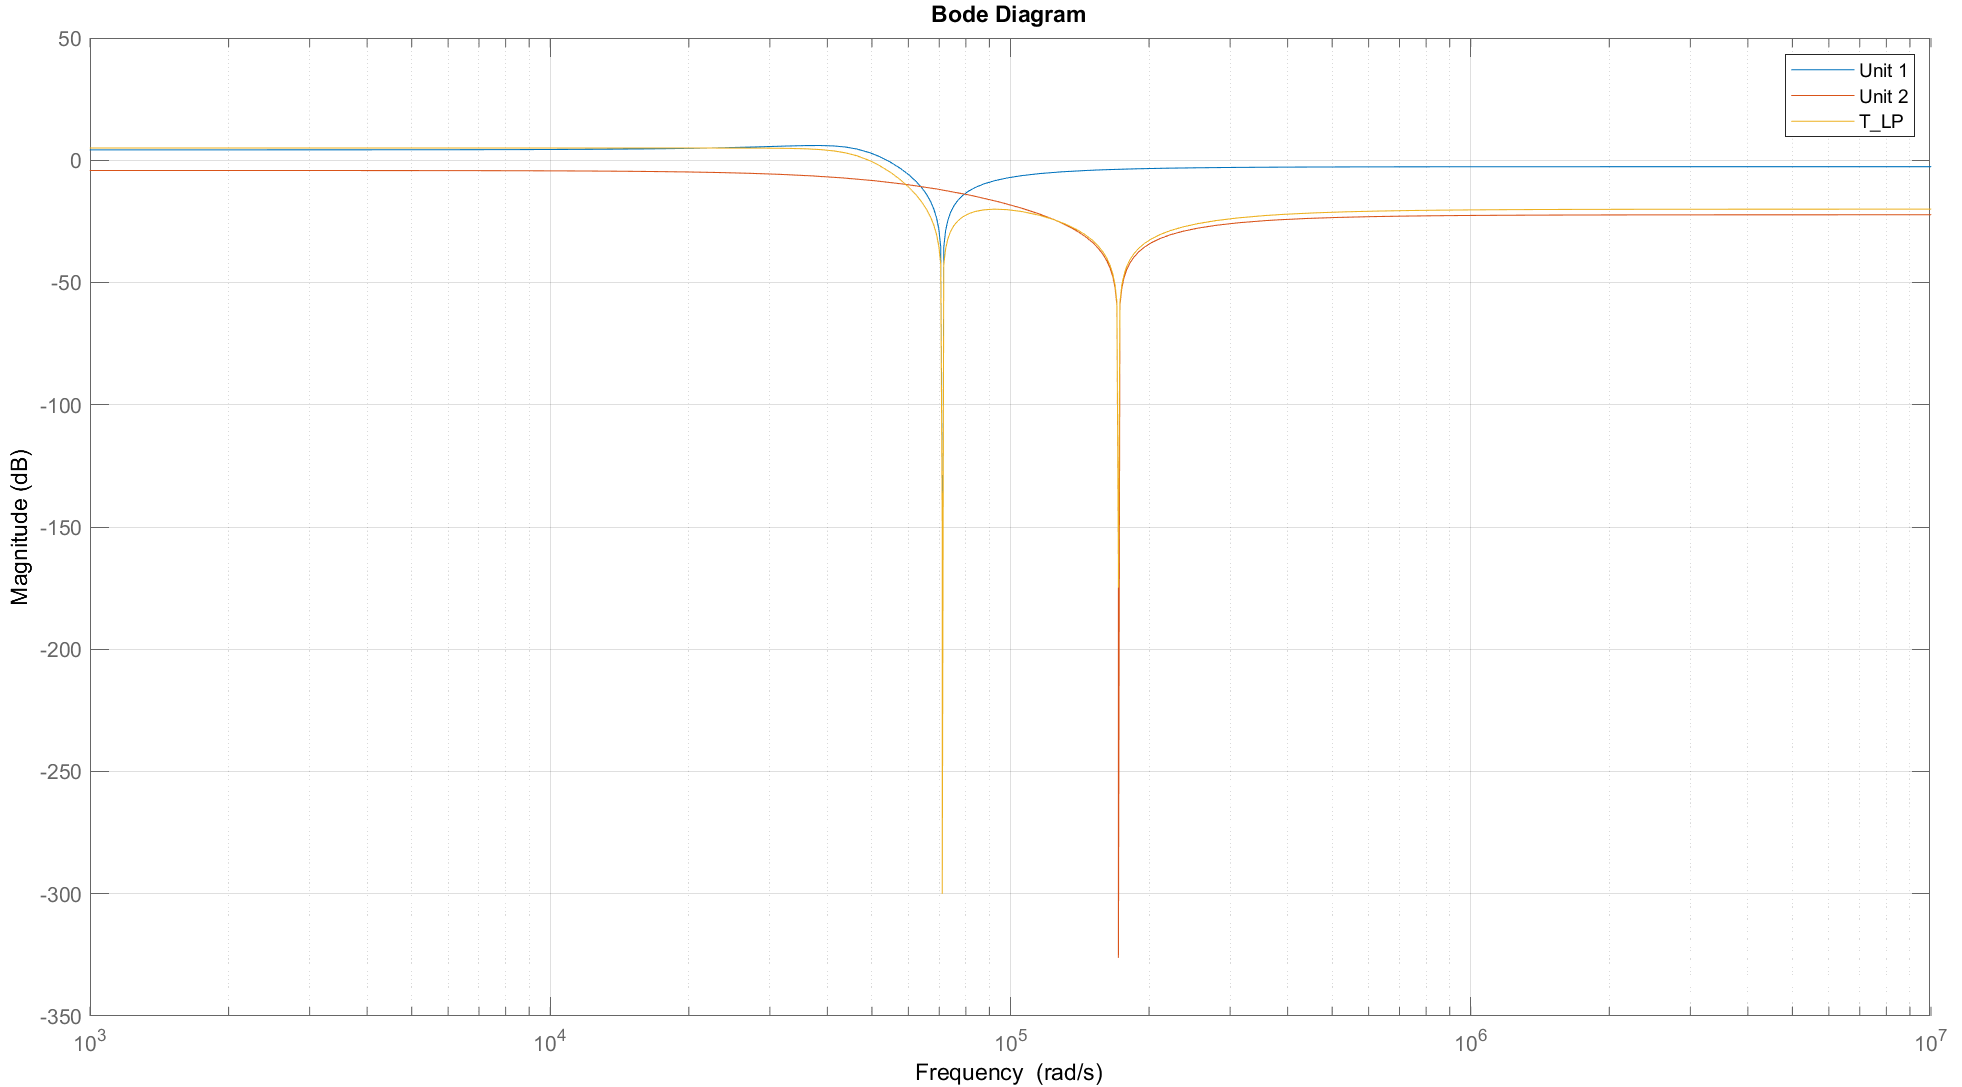 Bode Diagram
Unit 1
Unit 2
T_LP
Magnitude (dB)
50
0
-50
-100
-150
-200
-250
-300
-350
10^3
10^4
10^5
10^6
10^7
Frequency (rad/s)